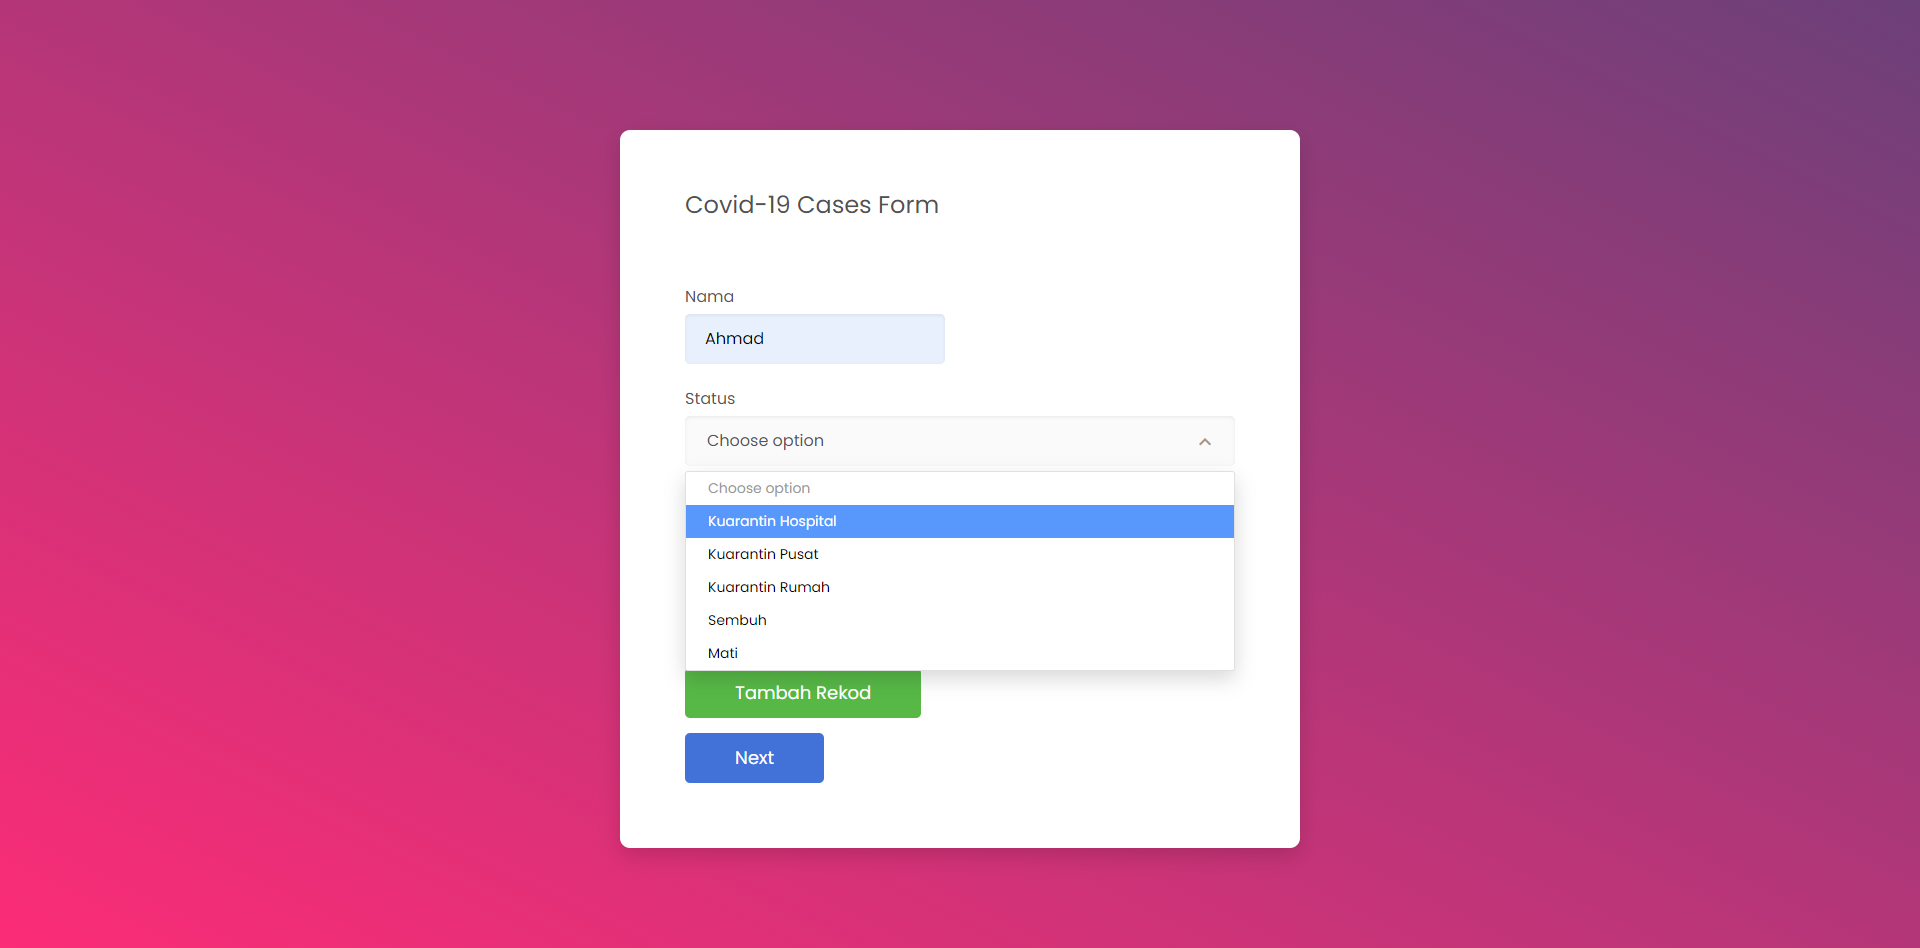 Covid-19 Cases Form
Nama
Ahmad
Status
Choose option
Choose option
Kuarantin Hospital
Kuarantin Pusat
Kuarantin Rumah
Sembuh
Mati
Tambah Rekod
Next